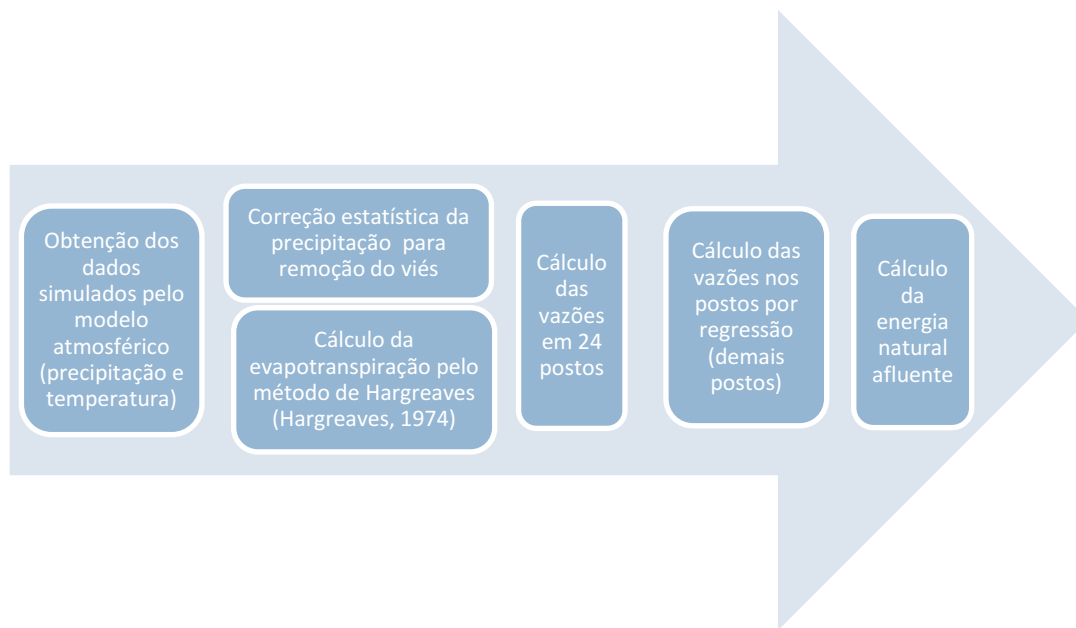 Obtenção dos
dados
simulados pelo
modelo
atmosférico
(precipitação e
temperatura)
Correção estatística da
precipitação para
remoção do viés
Cálculo da
evapotranspiração pelo
método de Hargreaves
(Hargreaves, 1974)
Cálculo
das
vazões
em 24
postos
Cálculo das
vazões nos
postos por
regressão
(demais
postos)
Cálculo
da
energia
natural
afluente